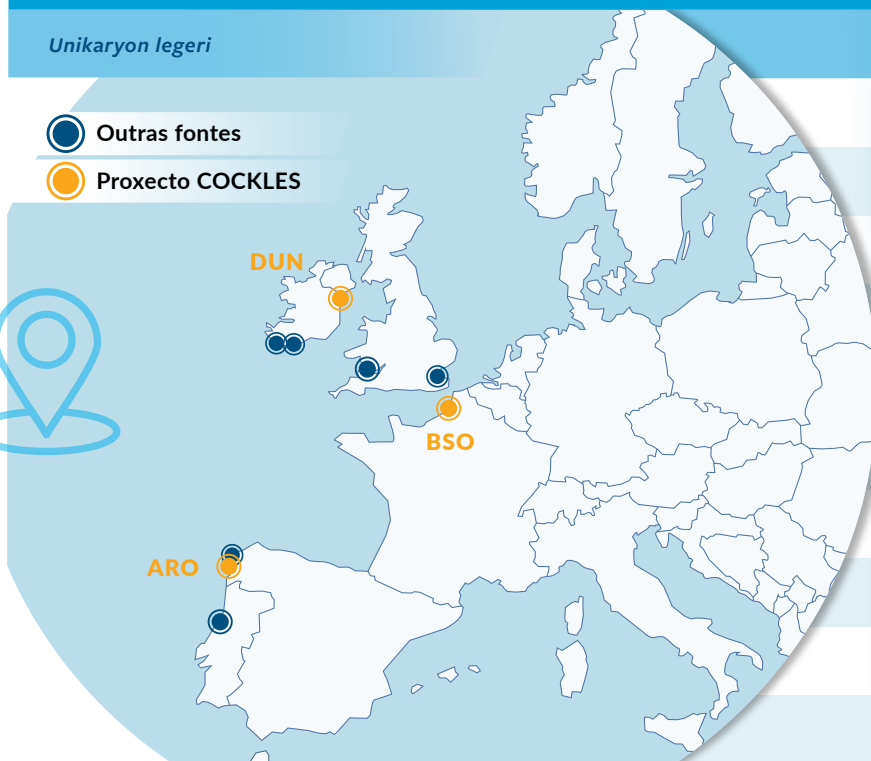 Unikaryon legeri
Outras fontes
Proxecto COCKLES
DUN
BSO
ARO